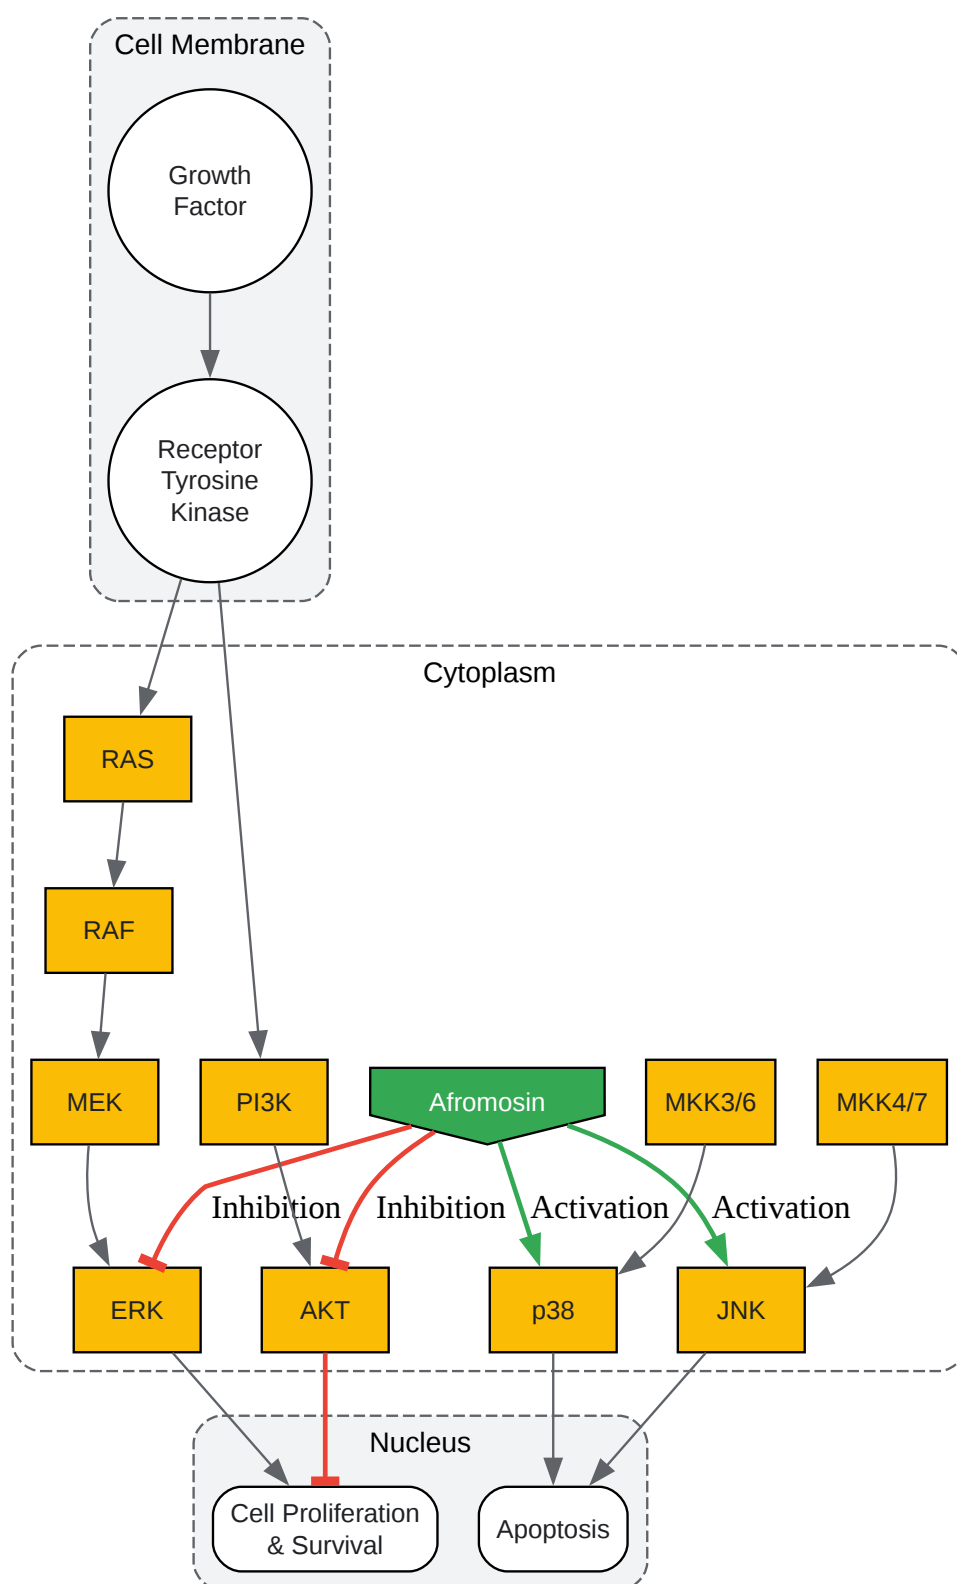 Cell Membrane
Growth
Factor
Receptor
Tyrosine
Kinase
Cytoplasm
RAS
RAF
MEK
PI3K
Afromosin
MKK3/6
MKK4/7
Inhibition
Inhibition
Activation
Activation
ERK
AKT
p38
JNK
Nucleus
Cell Proliferation
& Survival
Apoptosis